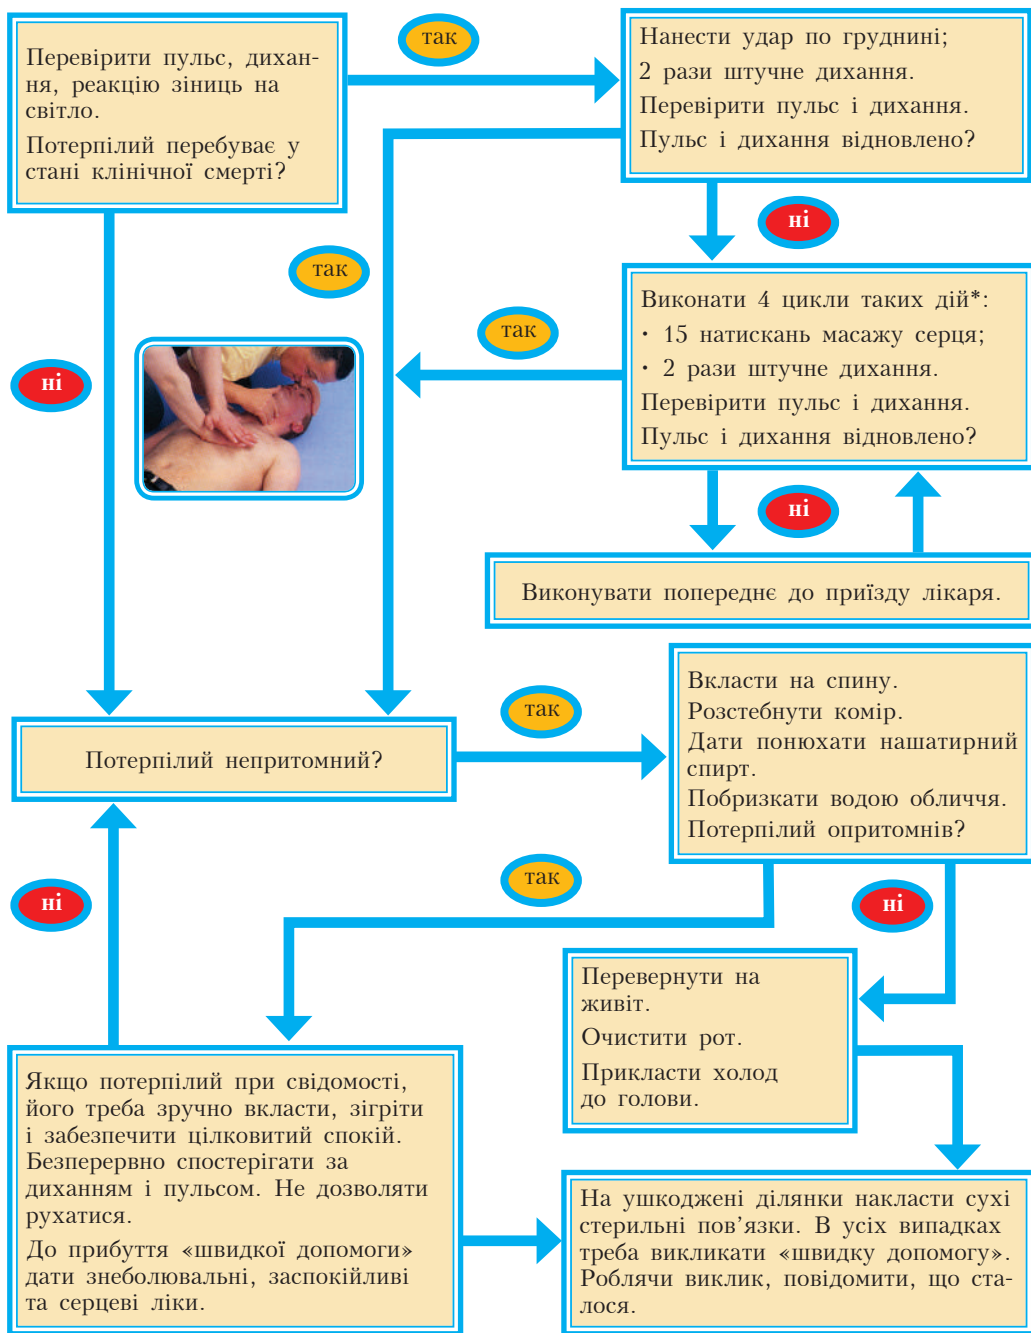 Перевірити пульс, дихан-
ня, реакцію зіниць на
світло.
Потерпілий перебуває у
стані клінічної смерті?
так
Нанести удар по груднині;
2 рази штучне дихання.
Перевірити пульс і дихання.
Пульс і дихання відновлено?
ні
так
Виконати 4 цикли таких дій*:
· 15 натискань масажу серця;
· 2 рази штучне дихання.
Перевірити пульс і дихання.
Пульс і дихання відновлено?
так
ні
ні
Виконувати попереднє до приїзду лікаря.
Потерпілий непритомний?
так
Вкласти на спину.
Розстебнути комір.
Дати понюхати нашатирний
спирт.
Побризкати водою обличчя.
Потерпілий опритомнів?
так
ні
ні
Перевернути на
живіт.
Очистити рот.
Прикласти холод
до голови.
Якщо потерпілий при свідомості,
його треба зручно вкласти, зігріти
і забезпечити цілковитий спокій.
Безперервно спостерігати за
диханням і пульсом. Не дозволяти
рухатися.
До прибуття «швидкої допомоги»
дати знеболювальні, заспокійливі
та серцеві ліки.
На ушкоджені ділянки накласти сухі
стерильні пов’язки. В усіх випадках
треба викликати «швидку допомогу».
Роблячи виклик, повідомити, що ста-
лося.